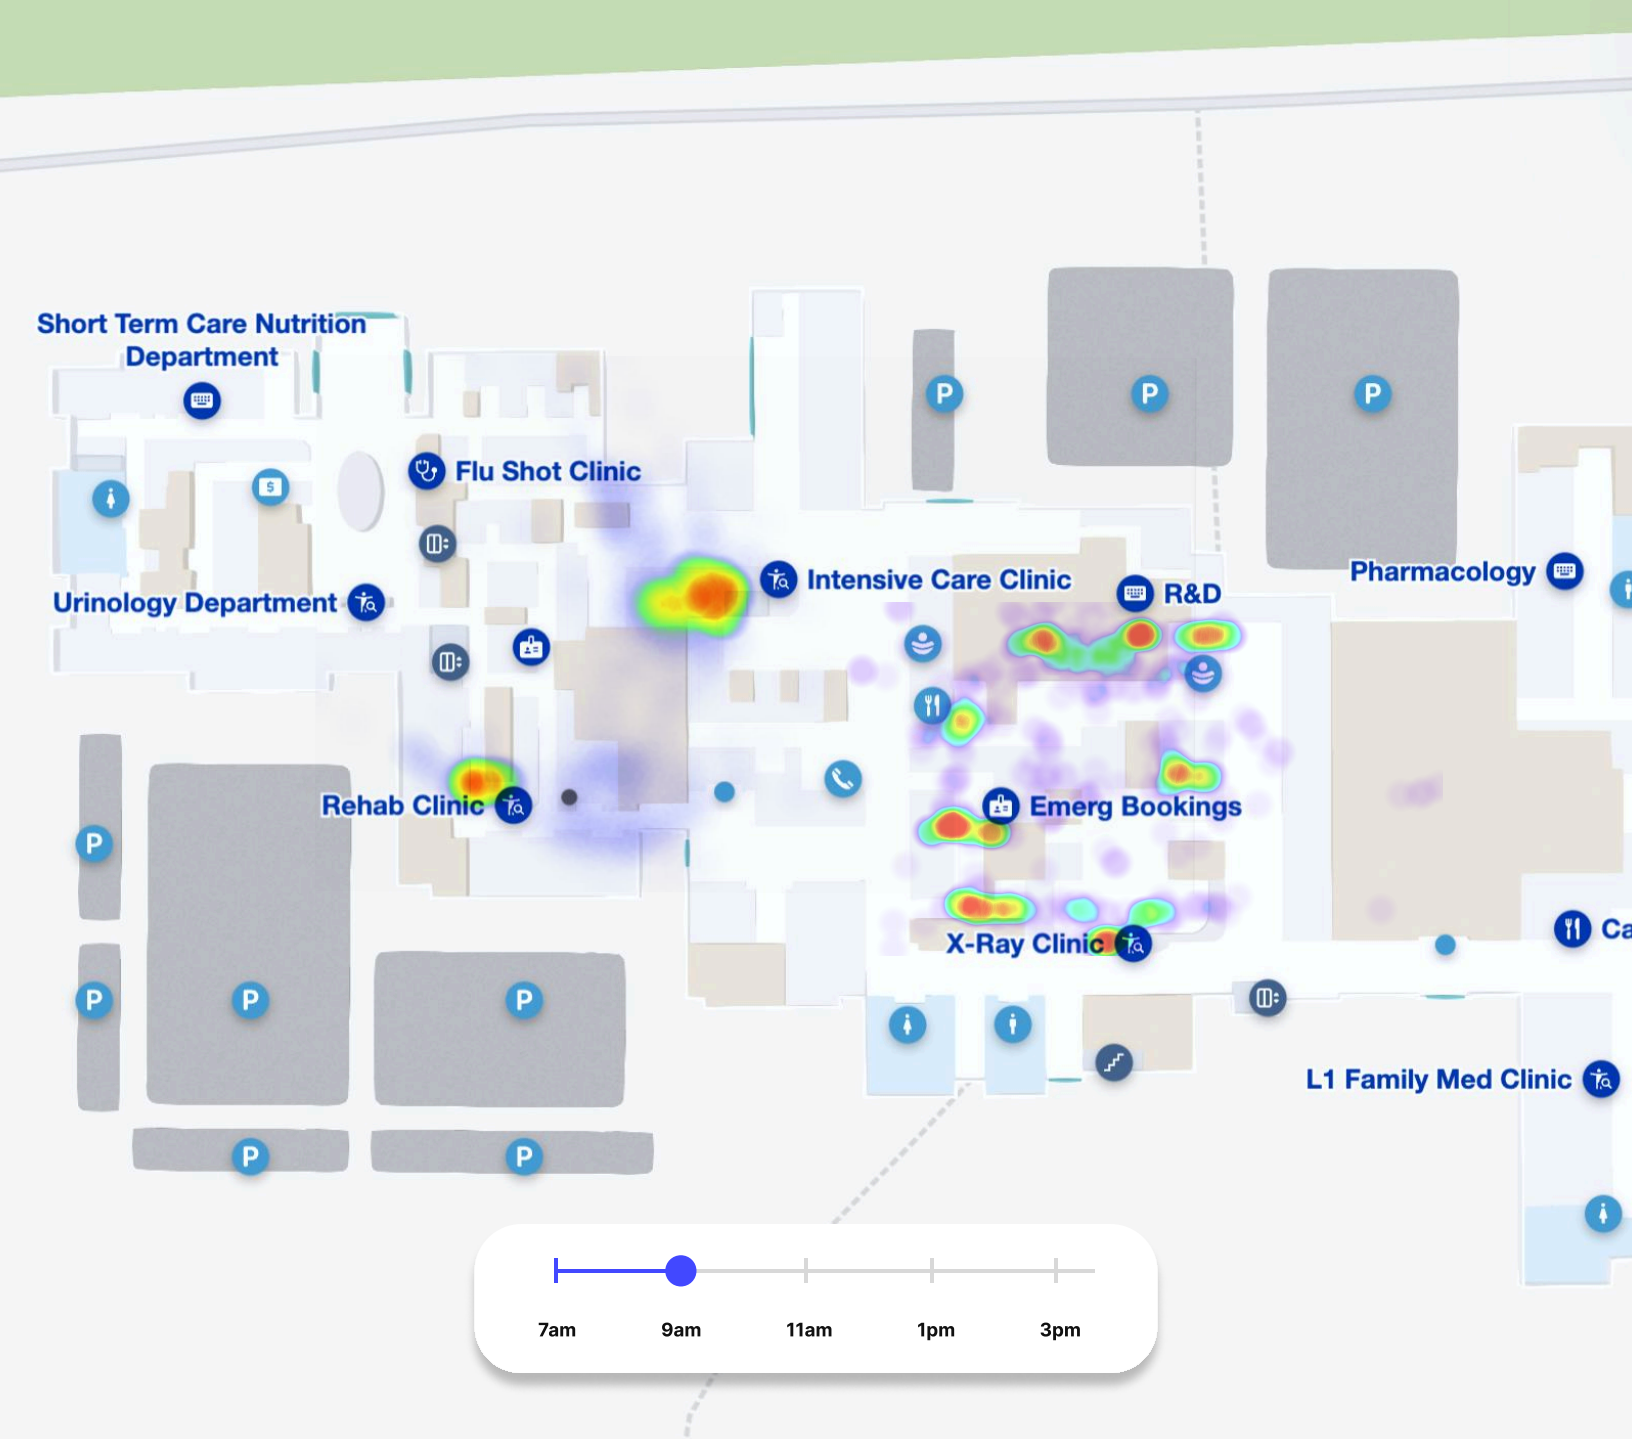 Short Term Care Nutrition
Department
P
P
P
$
Flu Shot Clinic
Pharmacology
Intensive Care Clinic
R&D
Urinology Department
Rehab Clinic
Emerg Bookings
P
X-Ray Clinic
Ca
P
P
P
L1 Family Med Clinic
P
P
7am
9am
11am
1pm
3pm